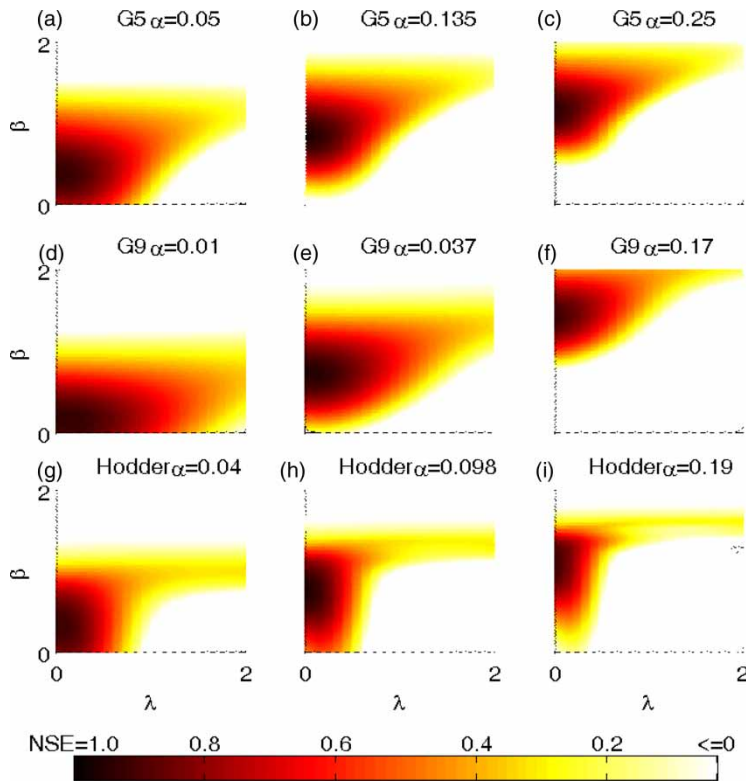 (a) G5 α=0.05
(b) G5 α=0.135
(c) G5 α=0.25
2
β
0
(d) G9 α=0.01
(e) G9 α=0.037
(f) G9 α=0.17
2
β
0
(g) Hodder α=0.04
(h) Hodder α=0.098
(i) Hodder α=0.19
2
β
0
0 2 0 2 0 2
λ λ λ
NSE=1.0 0.8 0.6 0.4 0.2 <=0